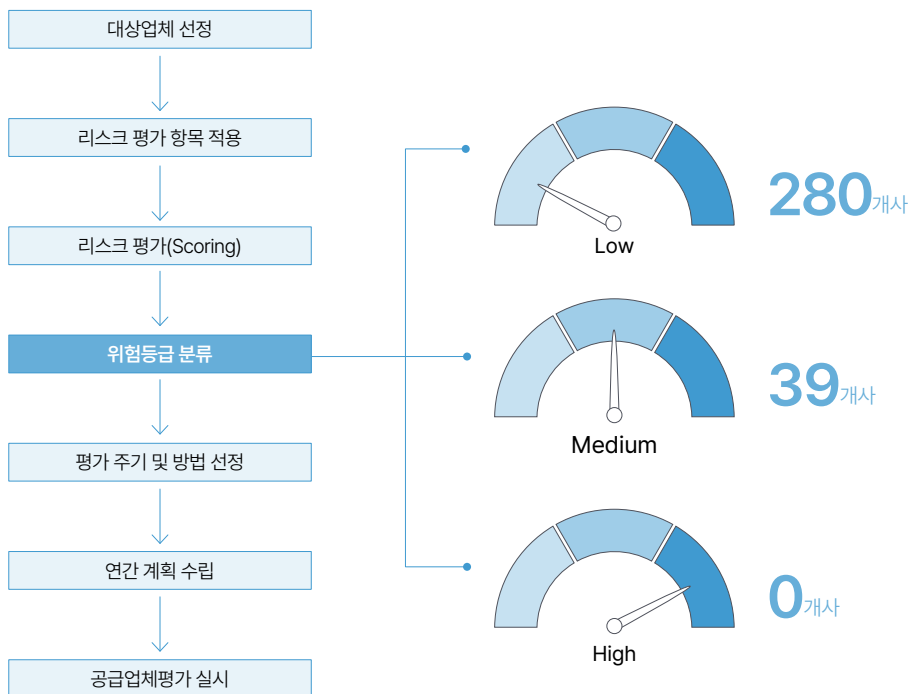 대상업체 선정
리스크 평가 항목 적용
리스크 평가(Scoring)
위험등급 분류
평가 주기 및 방법 선정
연간 계획 수립
공급업체평가 실시
Low
280개사
Medium
39개사
High
0개사